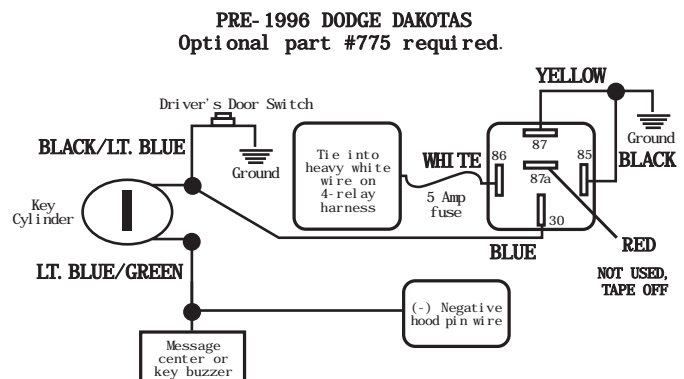 PRE-1996 DODGE DAKOTAS
Optional part #775 required.
YELLOW
Driver's Door Switch
BLACK/LT. BLUE
Ground
Tie into
heavy white
wire on
4-relay
harness
WHITE
5 Amp
fuse
86
87
87a
85
30
Ground
BLACK
Key
Cylinder
BLUE
RED
NOT USED,
TAPE OFF
LT. BLUE/GREEN
(-) Negative
hood pin wire
Message
center or
key buzzer